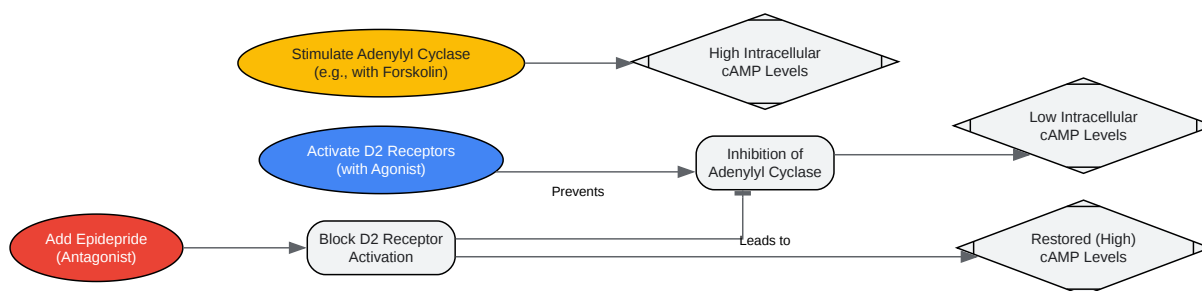 Stimulate Adenylyl Cyclase
(e.g., with Forskolin)
High Intracellular
cAMP Levels
Activate D2 Receptors
(with Agonist)
Prevents
Inhibition of
Adenylyl Cyclase
Low Intracellular
cAMP Levels
Add Epidepride
(Antagonist)
Block D2 Receptor
Activation
Leads to
Restored (High)
cAMP Levels